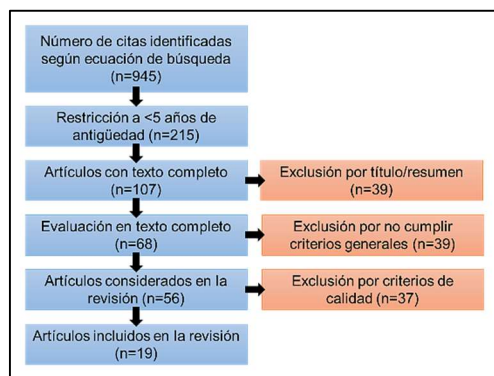 Número de citas identificadas
según ecuación de búsqueda
(n=945)
Restricción a <5 años de
antigüedad (n=215)
Artículos con texto completo
(n=107)
Exclusión por título/resumen
(n=39)
Evaluación en texto completo
(n=68)
Exclusión por no cumplir
criterios generales (n=39)
Artículos considerados en la
revisión (n=56)
Exclusión por criterios de
calidad (n=37)
Artículos incluidos en la revisión
(n=19)